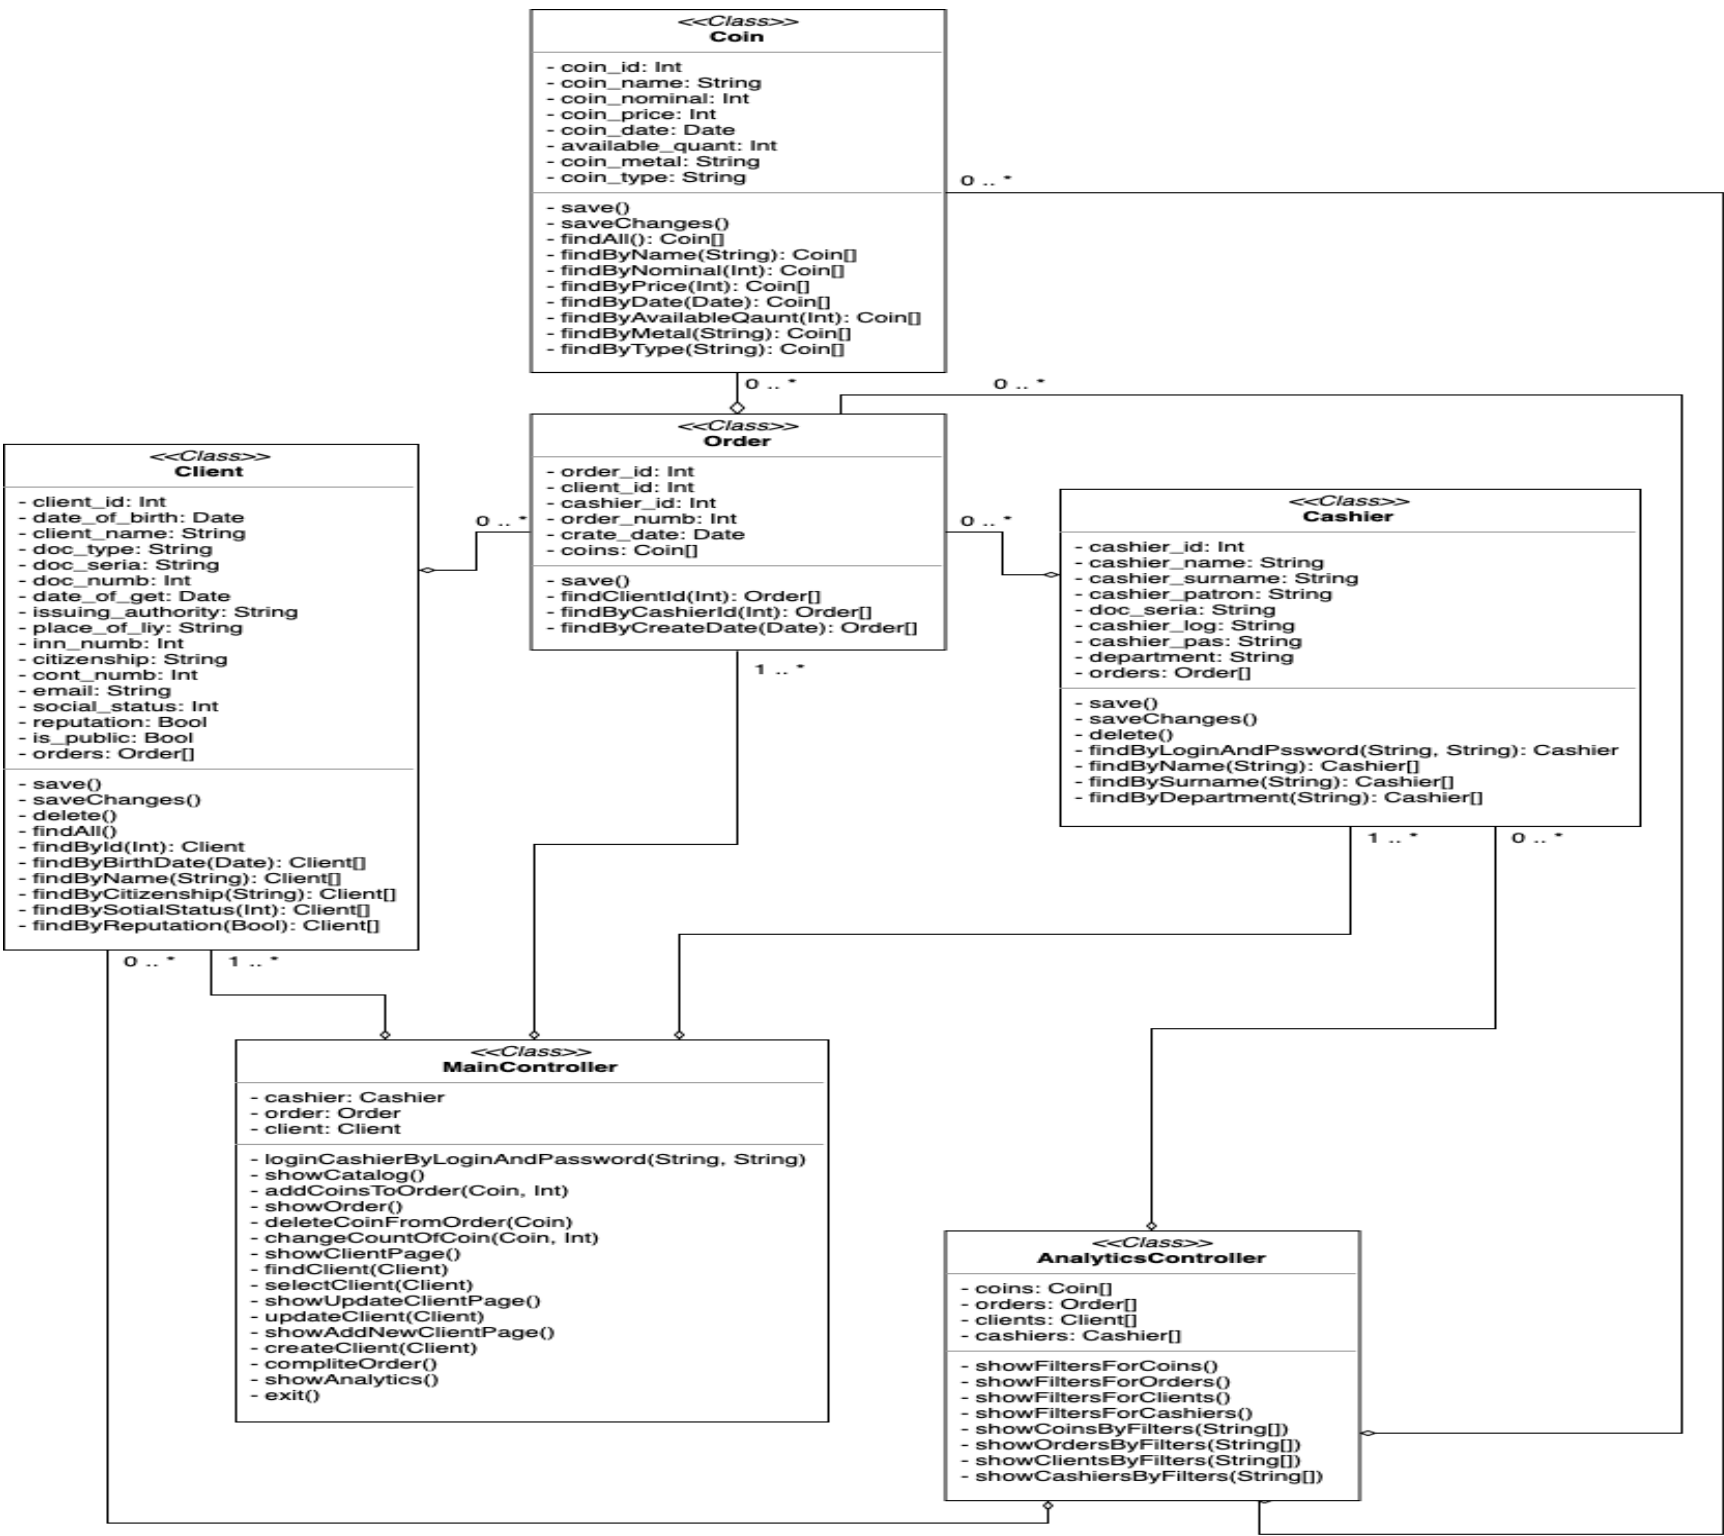 <<Class>>
Coin
- coin_id: Int
- coin_name: String
- coin_nominal: Int
- coin_price: Int
- coin_date: Date
- available_quant: Int
- coin_metal: String
- coin_type: String
- save()
- saveChanges()
- findAll(): Coin[]
- findByName(String): Coin[]
- findByNominal(Int): Coin[]
- findByPrice(Int): Coin[]
- findByDate(Date): Coin[]
- findByAvailableQaunt(Int): Coin[]
- findByMetal(String): Coin[]
- findByType(String): Coin[]
0 .. *
0 .. *
0 .. *
<<Class>>
Order
- order_id: Int
- client_id: Int
- cashier_id: Int
- order_numb: Int
- crate_date: Date
- coins: Coin[]
- save()
- findClientId(Int): Order[]
- findByCashierId(Int): Order[]
- findByCreateDate(Date): Order[]
0 .. *
0 .. *
1 .. *
<<Class>>
Client
- client_id: Int
- date_of_birth: Date
- client_name: String
- doc_type: String
- doc_seria: String
- doc_numb: Int
- date_of_get: Date
- issuing_authority: String
- place_of_liy: String
- inn_numb: Int
- citizenship: String
- cont_numb: Int
- email: String
- social_status: Int
- reputation: Bool
- is_public: Bool
- orders: Order[]
- save()
- saveChanges()
- delete()
- findAll()
- findById(Int): Client
- findByBirthDate(Date): Client[]
- findByName(String): Client[]
- findByCitizenship(String): Client[]
- findBySotialStatus(Int): Client[]
- findByReputation(Bool): Client[]
0 .. *
1 .. *
<<Class>>
Cashier
- cashier_id: Int
- cashier_name: String
- cashier_surname: String
- cashier_patron: String
- doc_seria: String
- cashier_log: String
- cashier_pas: String
- department: String
- orders: Order[]
- save()
- saveChanges()
- delete()
- findByLoginAndPssword(String, String): Cashier
- findByName(String): Cashier[]
- findBySurname(String): Cashier[]
- findByDepartment(String): Cashier[]
1 .. *
0 .. *
<<Class>>
MainController
- cashier: Cashier
- order: Order
- client: Client
- loginCashierByLoginAndPassword(String, String)
- showCatalog()
- addCoinsToOrder(Coin, Int)
- showOrder()
- deleteCoinFromOrder(Coin)
- changeCountOfCoin(Coin, Int)
- showClientPage()
- findClient(Client)
- selectClient(Client)
- showUpdateClientPage()
- updateClient(Client)
- showAddNewClientPage()
- createClient(Client)
- compliteOrder()
- showAnalytics()
- exit()
<<Class>>
AnalyticsController
- coins: Coin[]
- orders: Order[]
- clients: Client[]
- cashiers: Cashier[]
- showFiltersForCoins()
- showFiltersForOrders()
- showFiltersForClients()
- showFiltersForCashiers()
- showCoinsByFilters(String[])
- showOrdersByFilters(String[])
- showClientsByFilters(String[])
- showCashiersByFilters(String[])